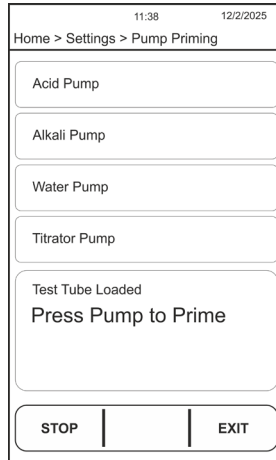 11:38 12/2/2025
Home > Settings > Pump Priming
Acid Pump
Alkali Pump
Water Pump
Titrator Pump
Test Tube Loaded
Press Pump to Prime
STOP EXIT